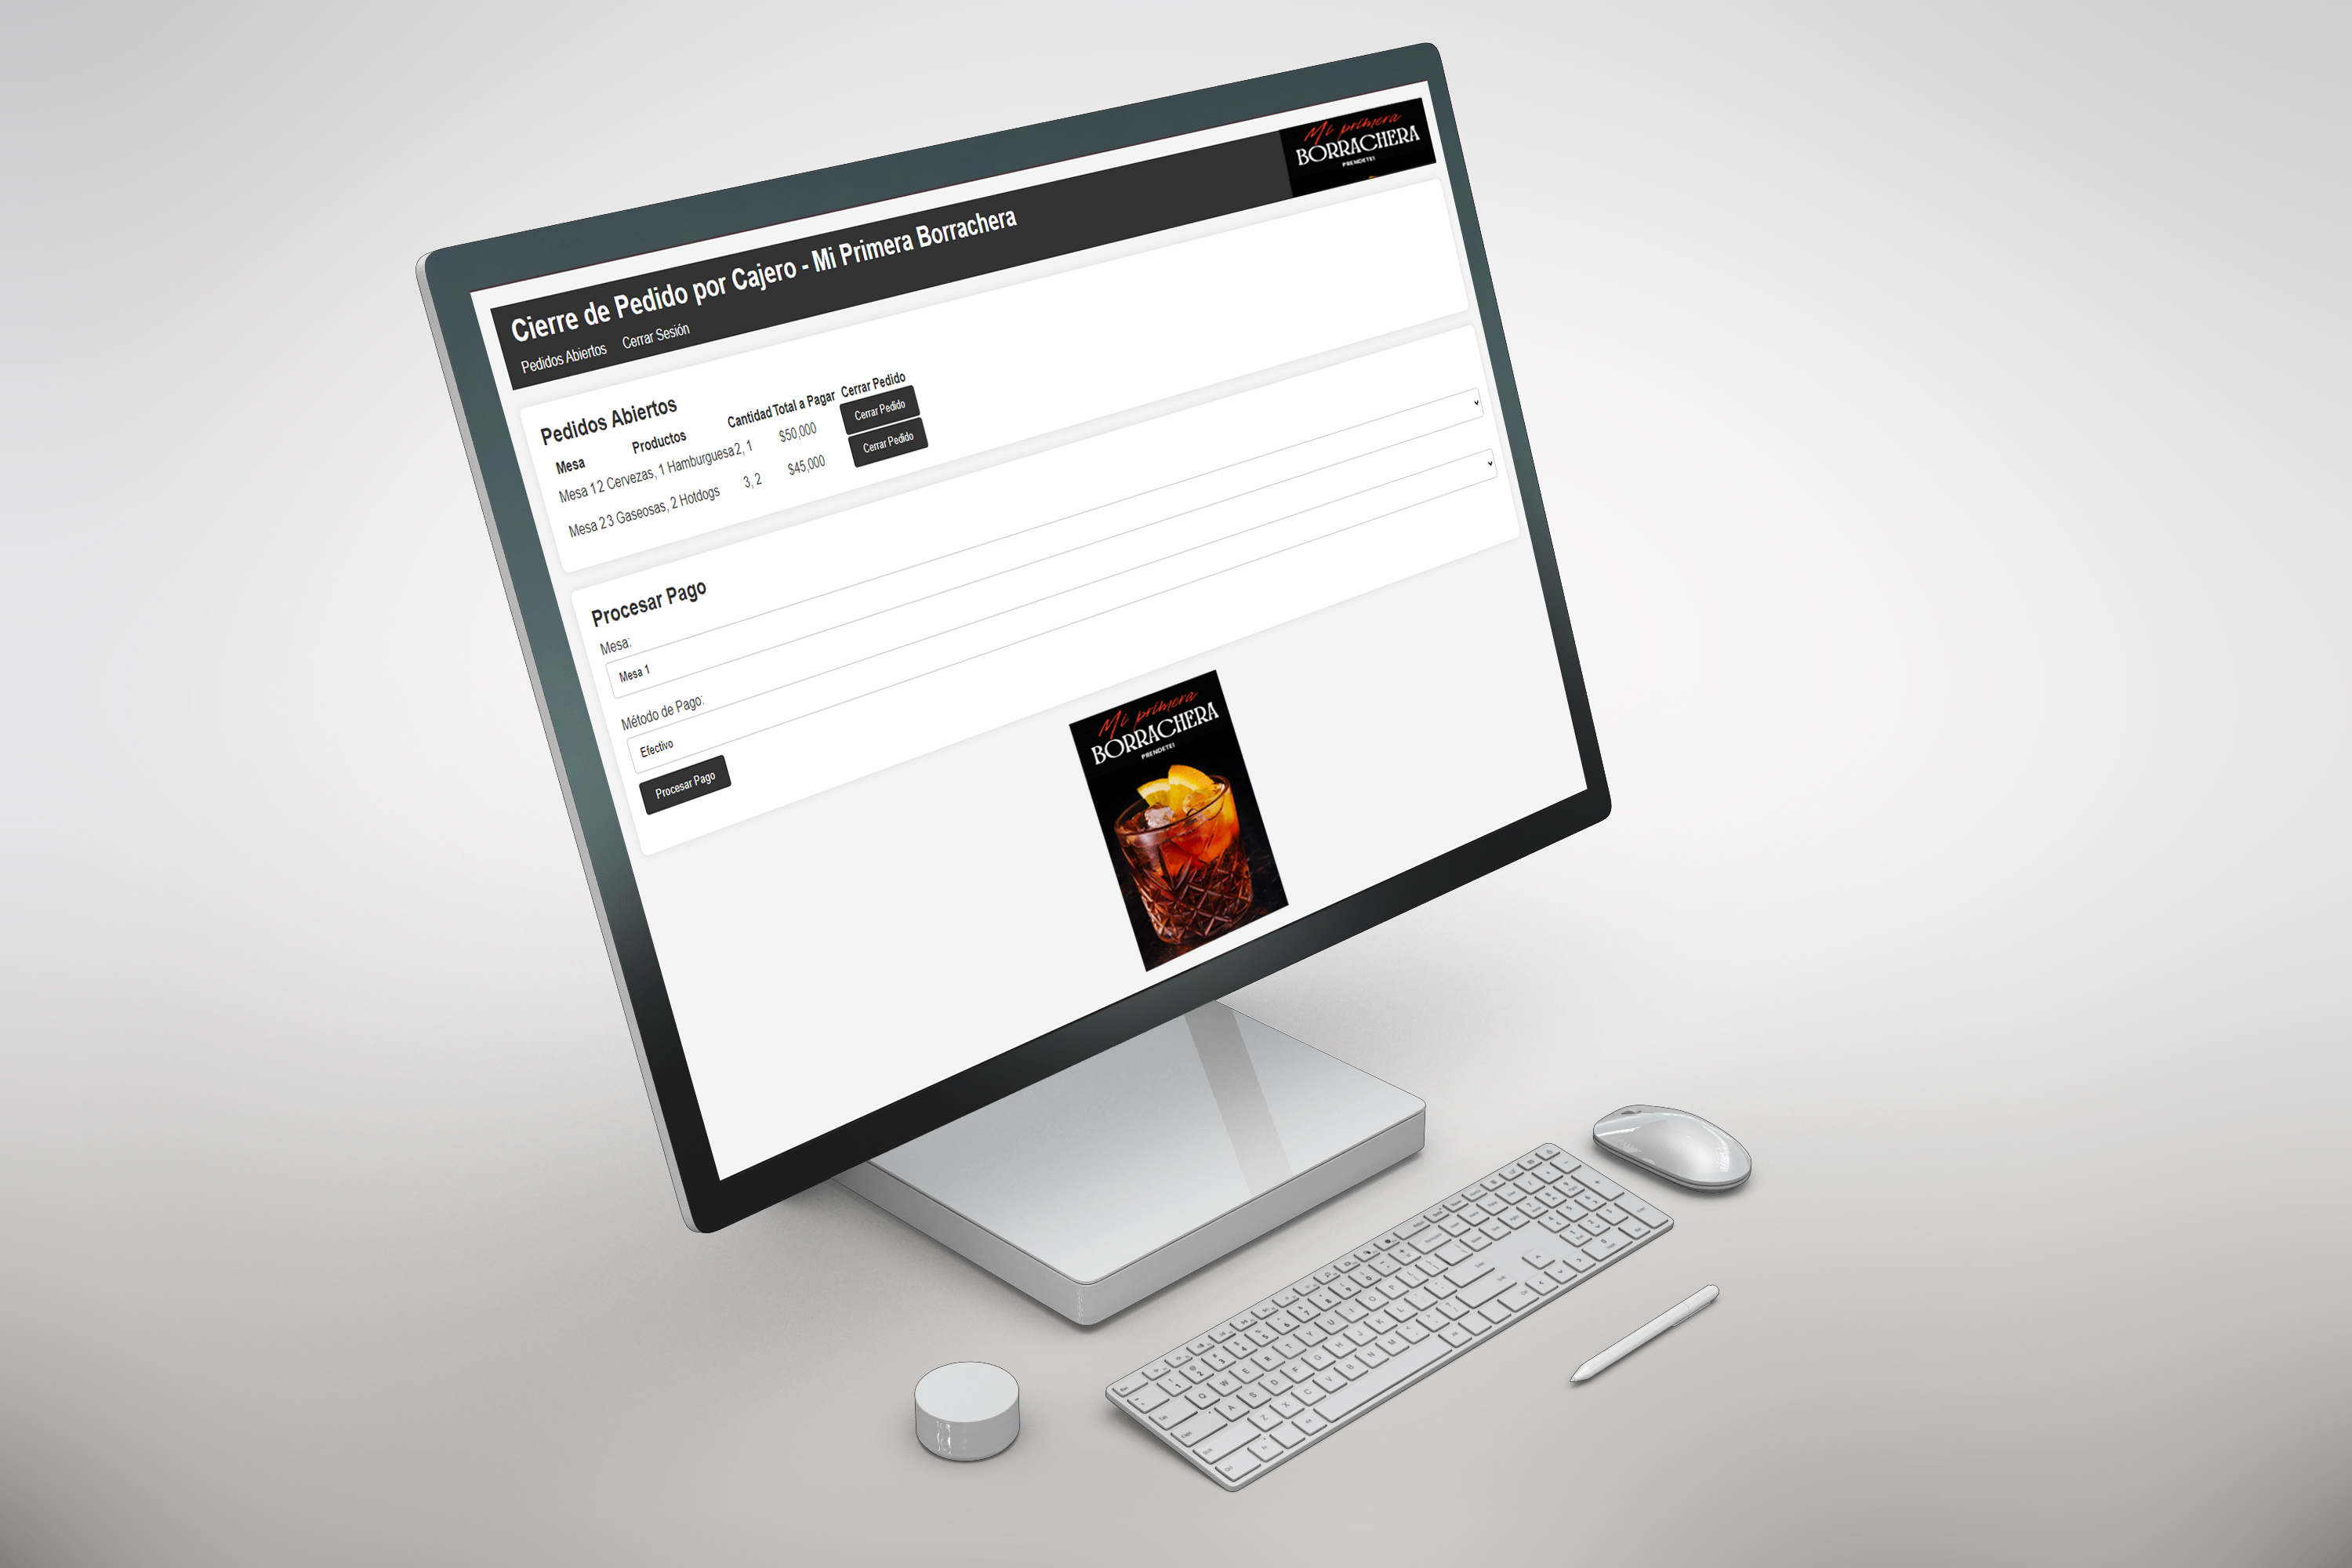 Mi primera
BORRACHERA
PRENDETE!
Cierre de Pedido por Cajero - Mi Primera Borrachera
Pedidos Abiertos Cerrar Sesión
Pedidos Abiertos
Mesa Productos Cantidad Total a Pagar Cerrar Pedido
Mesa 1 2 Cervezas, 1 Hamburguesa 2, 1 $50,000 Cerrar Pedido
Mesa 2 3 Gaseosas, 2 Hotdogs 3, 2 $45,000 Cerrar Pedido
Procesar Pago
Mesa:
Mesa 1
Método de Pago:
Efectivo
Procesar Pago
Mi primera
BORRACHERA
PRENDETE!